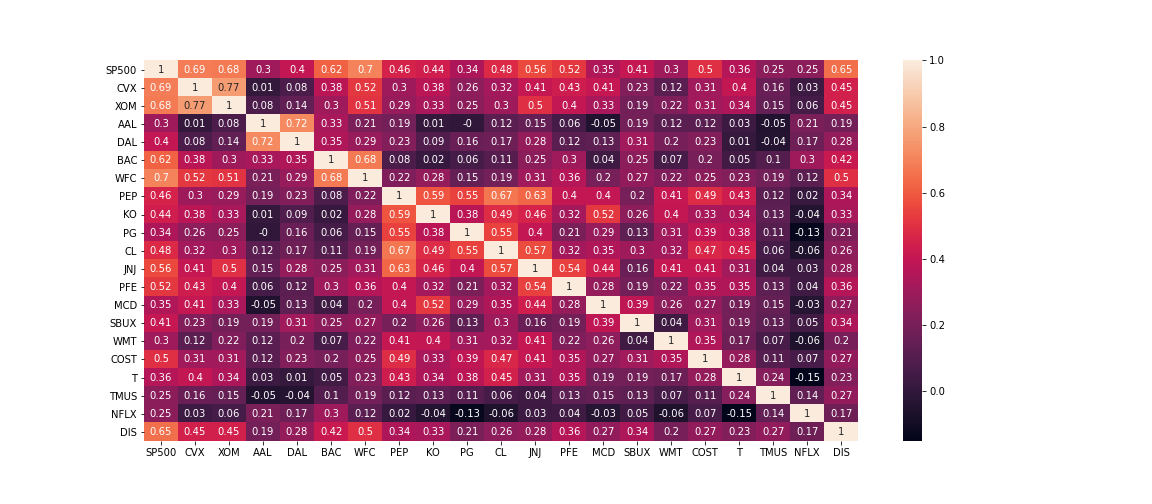 SP500 1 0.69 0.68 0.3 0.4 0.62 0.7 0.46 0.44 0.34 0.48 0.56 0.52 0.35 0.41 0.3 0.5 0.36 0.25 0.25 0.65 1.0
CVX 0.69 1 0.77 0.01 0.08 0.38 0.52 0.3 0.38 0.26 0.32 0.41 0.43 0.41 0.23 0.12 0.31 0.4 0.16 0.03 0.45
XOM 0.68 0.77 1 0.08 0.14 0.3 0.51 0.29 0.33 0.25 0.3 0.5 0.4 0.33 0.19 0.22 0.31 0.34 0.15 0.06 0.45
AAL 0.3 0.01 0.08 1 0.72 0.33 0.21 0.19 0.01 -0 0.12 0.15 0.06 -0.05 0.19 0.12 0.12 0.03 -0.05 0.21 0.19 0.8
DAL 0.4 0.08 0.14 0.72 1 0.35 0.29 0.23 0.09 0.16 0.17 0.28 0.12 0.13 0.31 0.2 0.23 0.01 -0.04 0.17 0.28
BAC 0.62 0.38 0.3 0.33 0.35 1 0.68 0.08 0.02 0.06 0.11 0.25 0.3 0.04 0.25 0.07 0.2 0.05 0.1 0.3 0.42
WFC 0.7 0.52 0.51 0.21 0.29 0.68 1 0.22 0.28 0.15 0.19 0.31 0.36 0.2 0.27 0.22 0.25 0.23 0.19 0.12 0.5
PEP 0.46 0.3 0.29 0.19 0.23 0.08 0.22 1 0.59 0.55 0.67 0.63 0.4 0.4 0.2 0.41 0.49 0.43 0.12 0.02 0.34 0.6
KO 0.44 0.38 0.33 0.01 0.09 0.02 0.28 0.59 1 0.38 0.49 0.46 0.32 0.52 0.26 0.4 0.33 0.34 0.13 -0.04 0.33
PG 0.34 0.26 0.25 -0 0.16 0.06 0.15 0.55 0.38 1 0.55 0.4 0.21 0.29 0.13 0.31 0.39 0.38 0.11 -0.13 0.21
CL 0.48 0.32 0.3 0.12 0.17 0.11 0.19 0.67 0.49 0.55 1 0.57 0.32 0.35 0.3 0.32 0.47 0.45 0.06 -0.06 0.26
JNJ 0.56 0.41 0.5 0.15 0.28 0.25 0.31 0.63 0.46 0.4 0.57 1 0.54 0.44 0.16 0.41 0.41 0.31 0.04 0.03 0.28 0.4
PFE 0.52 0.43 0.4 0.06 0.12 0.3 0.36 0.4 0.32 0.21 0.32 0.54 1 0.28 0.19 0.22 0.35 0.35 0.13 0.04 0.36
MCD 0.35 0.41 0.33 -0.05 0.13 0.04 0.2 0.4 0.52 0.29 0.35 0.44 0.28 1 0.39 0.26 0.27 0.19 0.15 -0.03 0.27
SBUX 0.41 0.23 0.19 0.19 0.31 0.25 0.27 0.2 0.26 0.13 0.3 0.16 0.19 0.39 1 0.04 0.31 0.19 0.13 0.05 0.34 0.2
WMT 0.3 0.12 0.22 0.12 0.2 0.07 0.22 0.41 0.4 0.31 0.32 0.41 0.22 0.26 0.04 1 0.35 0.17 0.07 -0.06 0.2
COST 0.5 0.31 0.31 0.12 0.23 0.2 0.25 0.49 0.33 0.39 0.47 0.41 0.35 0.27 0.31 0.35 1 0.28 0.11 0.07 0.27
T 0.36 0.4 0.34 0.03 0.01 0.05 0.23 0.43 0.34 0.38 0.45 0.31 0.35 0.19 0.19 0.17 0.28 1 0.24 -0.15 0.23
TMUS 0.25 0.16 0.15 -0.05 -0.04 0.1 0.19 0.12 0.13 0.11 0.06 0.04 0.13 0.15 0.13 0.07 0.11 0.24 1 0.14 0.27 0.0
NFLX 0.25 0.03 0.06 0.21 0.17 0.3 0.12 0.02 -0.04 -0.13 -0.06 0.03 0.04 -0.03 0.05 -0.06 0.07 -0.15 0.14 1 0.17
DIS 0.65 0.45 0.45 0.19 0.28 0.42 0.5 0.34 0.33 0.21 0.26 0.28 0.36 0.27 0.34 0.2 0.27 0.23 0.27 0.17 1
SP500 CVX XOM AAL DAL BAC WFC PEP KO PG CL JNJ PFE MCD SBUX WMT COST T TMUS NFLX DIS